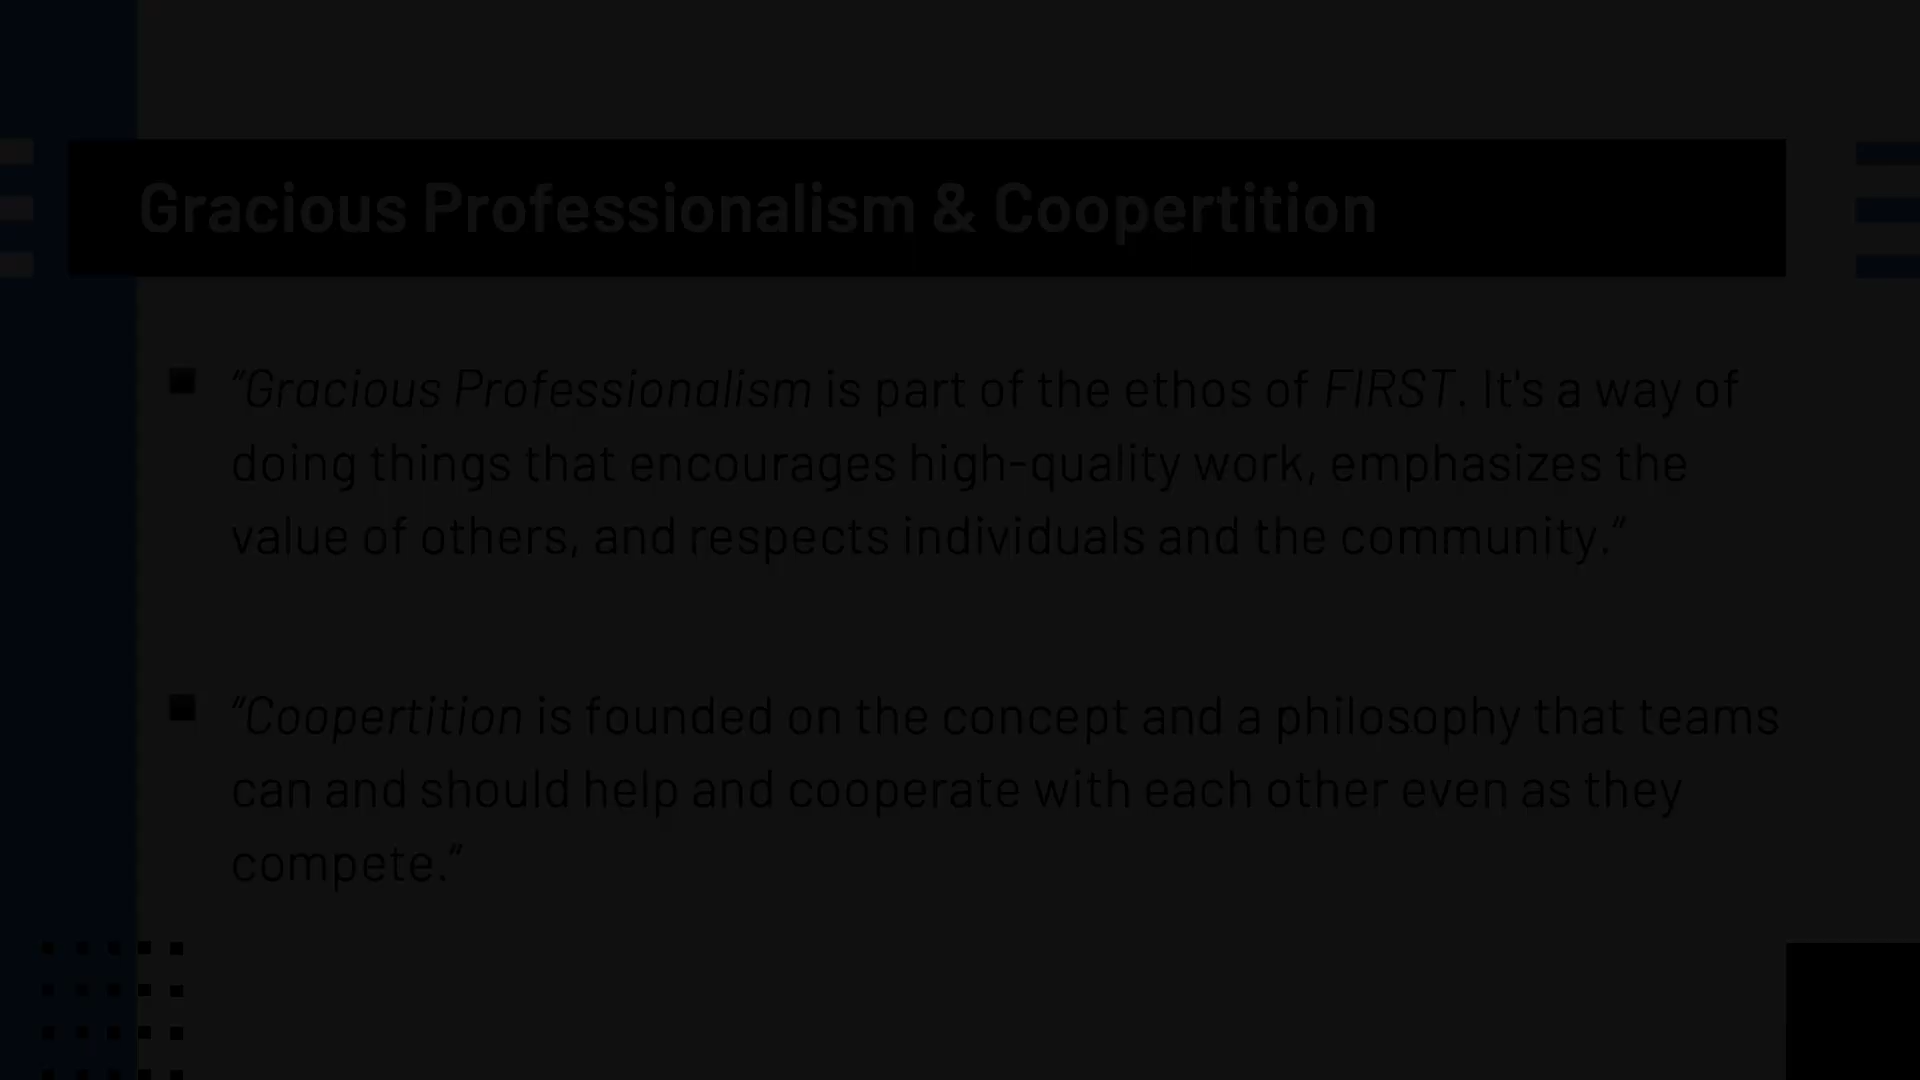 Gracious Professionalism & Coopertition
“Gracious Professionalism is part of the ethos of FIRST. It's a way of
doing things that encourages high-quality work, emphasizes the
value of others, and respects individuals and the community.”
“Coopertition is founded on the concept and a philosophy that teams
can and should help and cooperate with each other even as they
compete.”